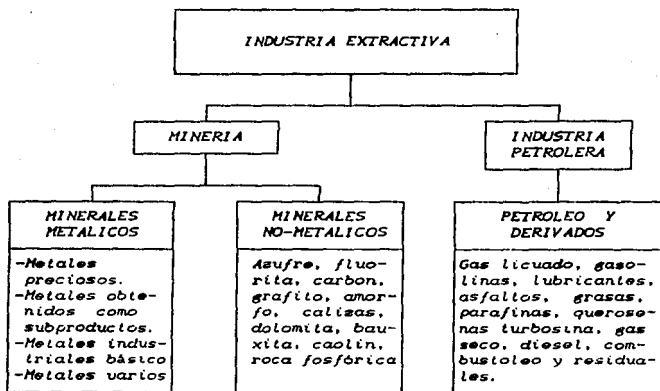 INDUSTRIA EXTRACTIVA
MINERIA
INDUSTRIA
PETROLERA
MINERALES
METALICOS
-Metales
preciosos.
-Metales obte-
nidos como
subproductos.
-Metales indus-
triales básico
-Metales varios
MINERALES
NO-METALICOS
Azufre, fluo-
rita, carbon,
grafito, amor-
fo, calizas,
dolomita, bau-
xita, caolin,
roca fosfórica
PETROLEO Y
DERIVADOS
Gas licuado, gaso-
linas, lubricantes,
asfaltos, grasas,
parafinas, querose-
nas turbosina, gas
seco, diesel, com-
bustoleo y residua-
les.